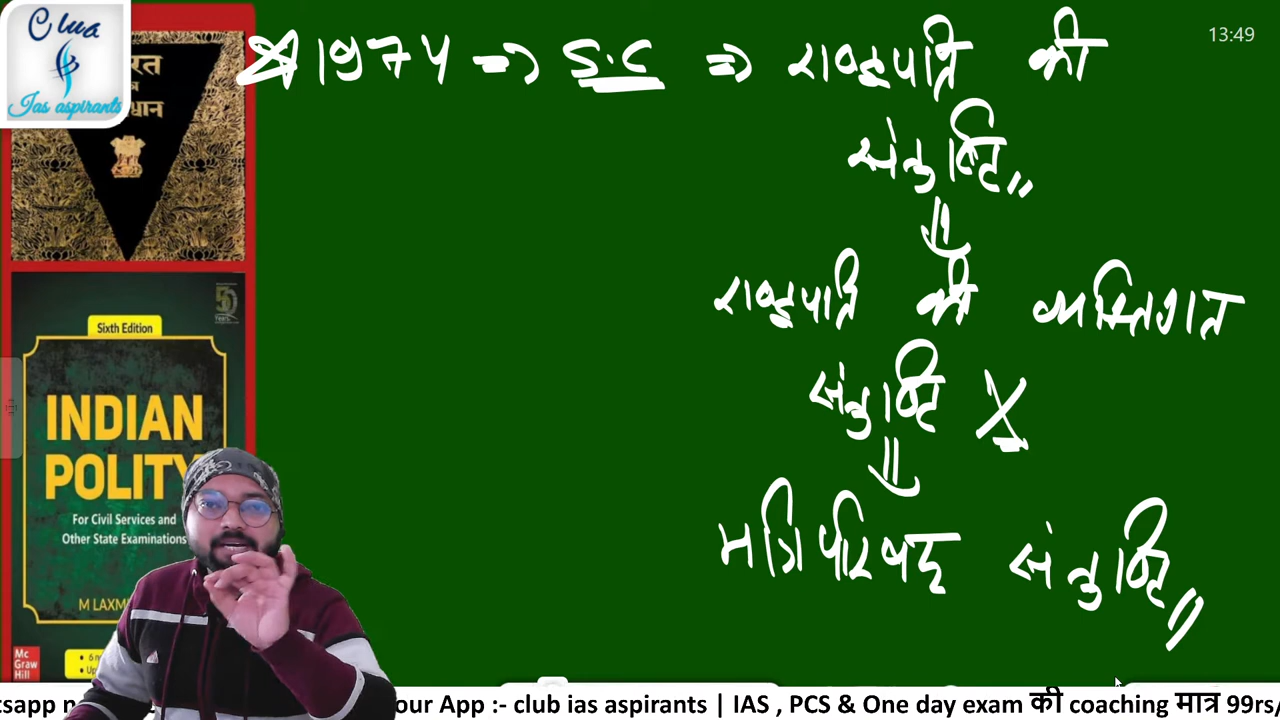 Club
Ias aspirants
13:49
1974 ⇒ S.C ⇒ राष्ट्रपति की
संतुष्टि
राष्ट्रपति की व्यक्तिगत
संतुष्टि X
मंत्रिपरिषद संतुष्टि
Sixth Edition
INDIAN
POLITY
For Civil Services and
Other State Examinations
M LAXM
Mc
Graw
Hill
our App :- club ias aspirants | IAS , PCS & One day exam की coaching मात्र 99rs/